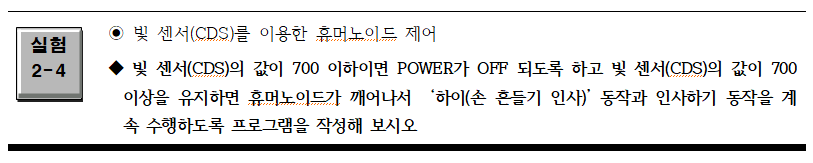 실험
2-4
◉ 빛 센서(CDS)를 이용한 휴머노이드 제어
◆ 빛 센서(CDS)의 값이 700 이하이면 POWER가 OFF 되도록 하고 빛 센서(CDS)의 값이 700
이상을 유지하면 휴머노이드가 깨어나서 ‘하이(손 흔들기 인사)’ 동작과 인사하기 동작을 계
속 수행하도록 프로그램을 작성해 보시오